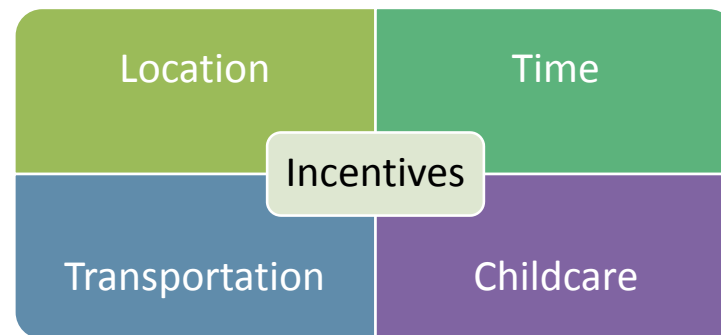 Location
Time
Incentives
Transportation
Childcare